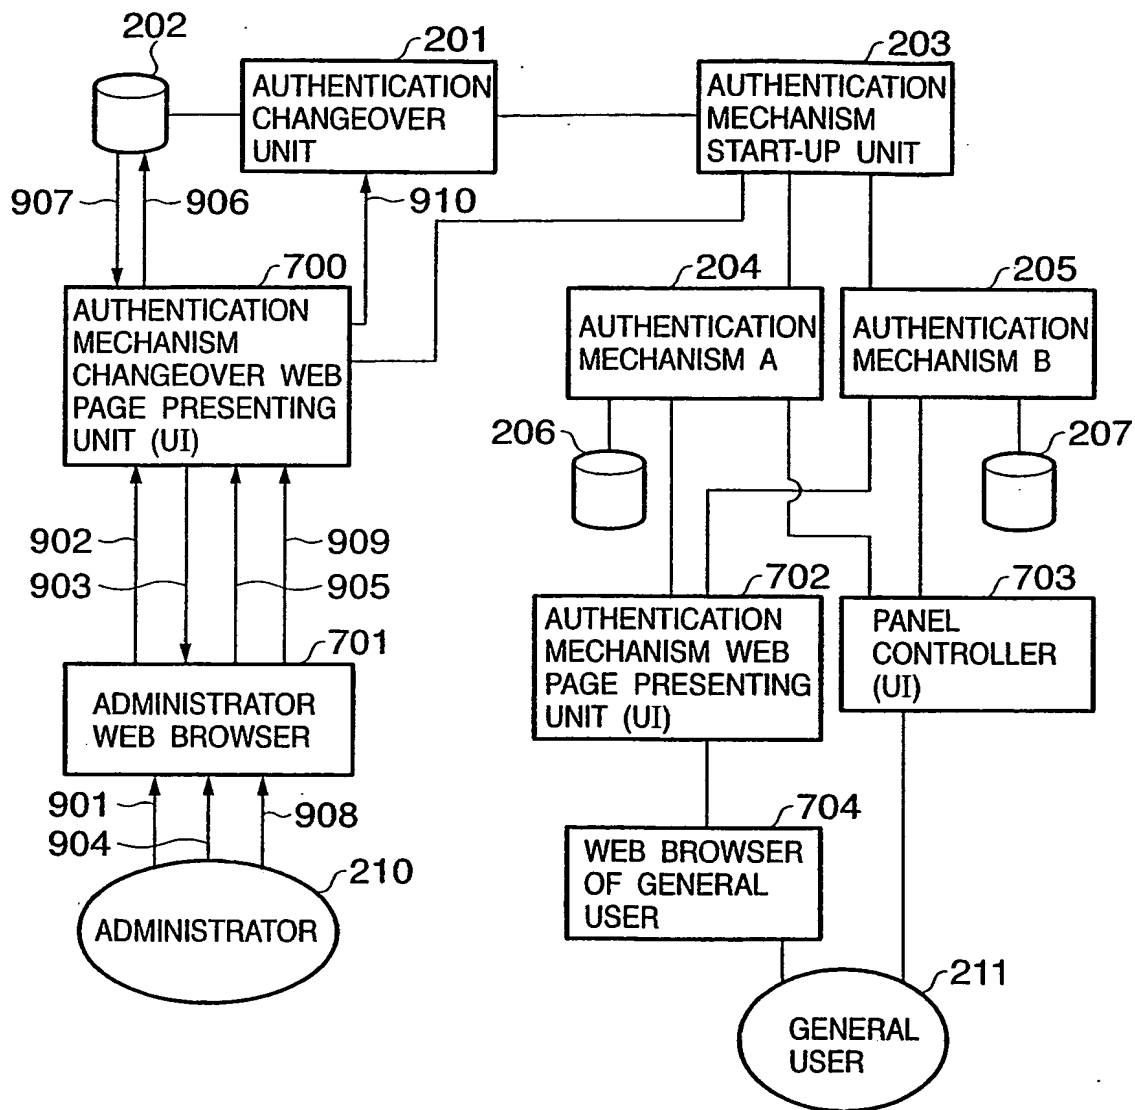 202
201
203
AUTHENTICATION
CHANGEOVER
UNIT
AUTHENTICATION
MECHANISM
START-UP UNIT
907
906
910
700
204
205
AUTHENTICATION
MECHANISM
CHANGEOVER WEB
PAGE PRESENTING
UNIT (UI)
AUTHENTICATION
MECHANISM A
AUTHENTICATION
MECHANISM B
206
207
902
909
903
905
702
703
701
AUTHENTICATION
MECHANISM WEB
PAGE PRESENTING
UNIT (UI)
PANEL
CONTROLLER
(UI)
ADMINISTRATOR
WEB BROWSER
901
908
904
704
210
WEB BROWSER
OF GENERAL
USER
ADMINISTRATOR
211
GENERAL
USER